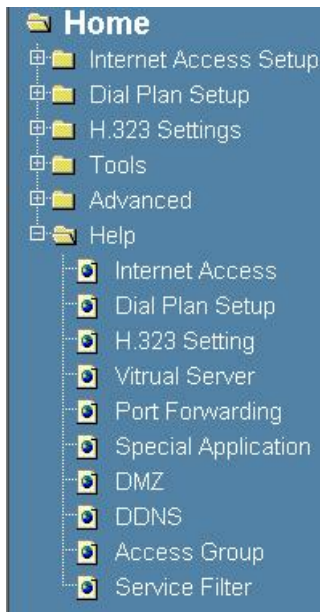 Home
Internet Access Setup
Dial Plan Setup
H.323 Settings
Tools
Advanced
Help
Internet Access
Dial Plan Setup
H.323 Setting
Vitrual Server
Port Forwarding
Special Application
DMZ
DDNS
Access Group
Service Filter